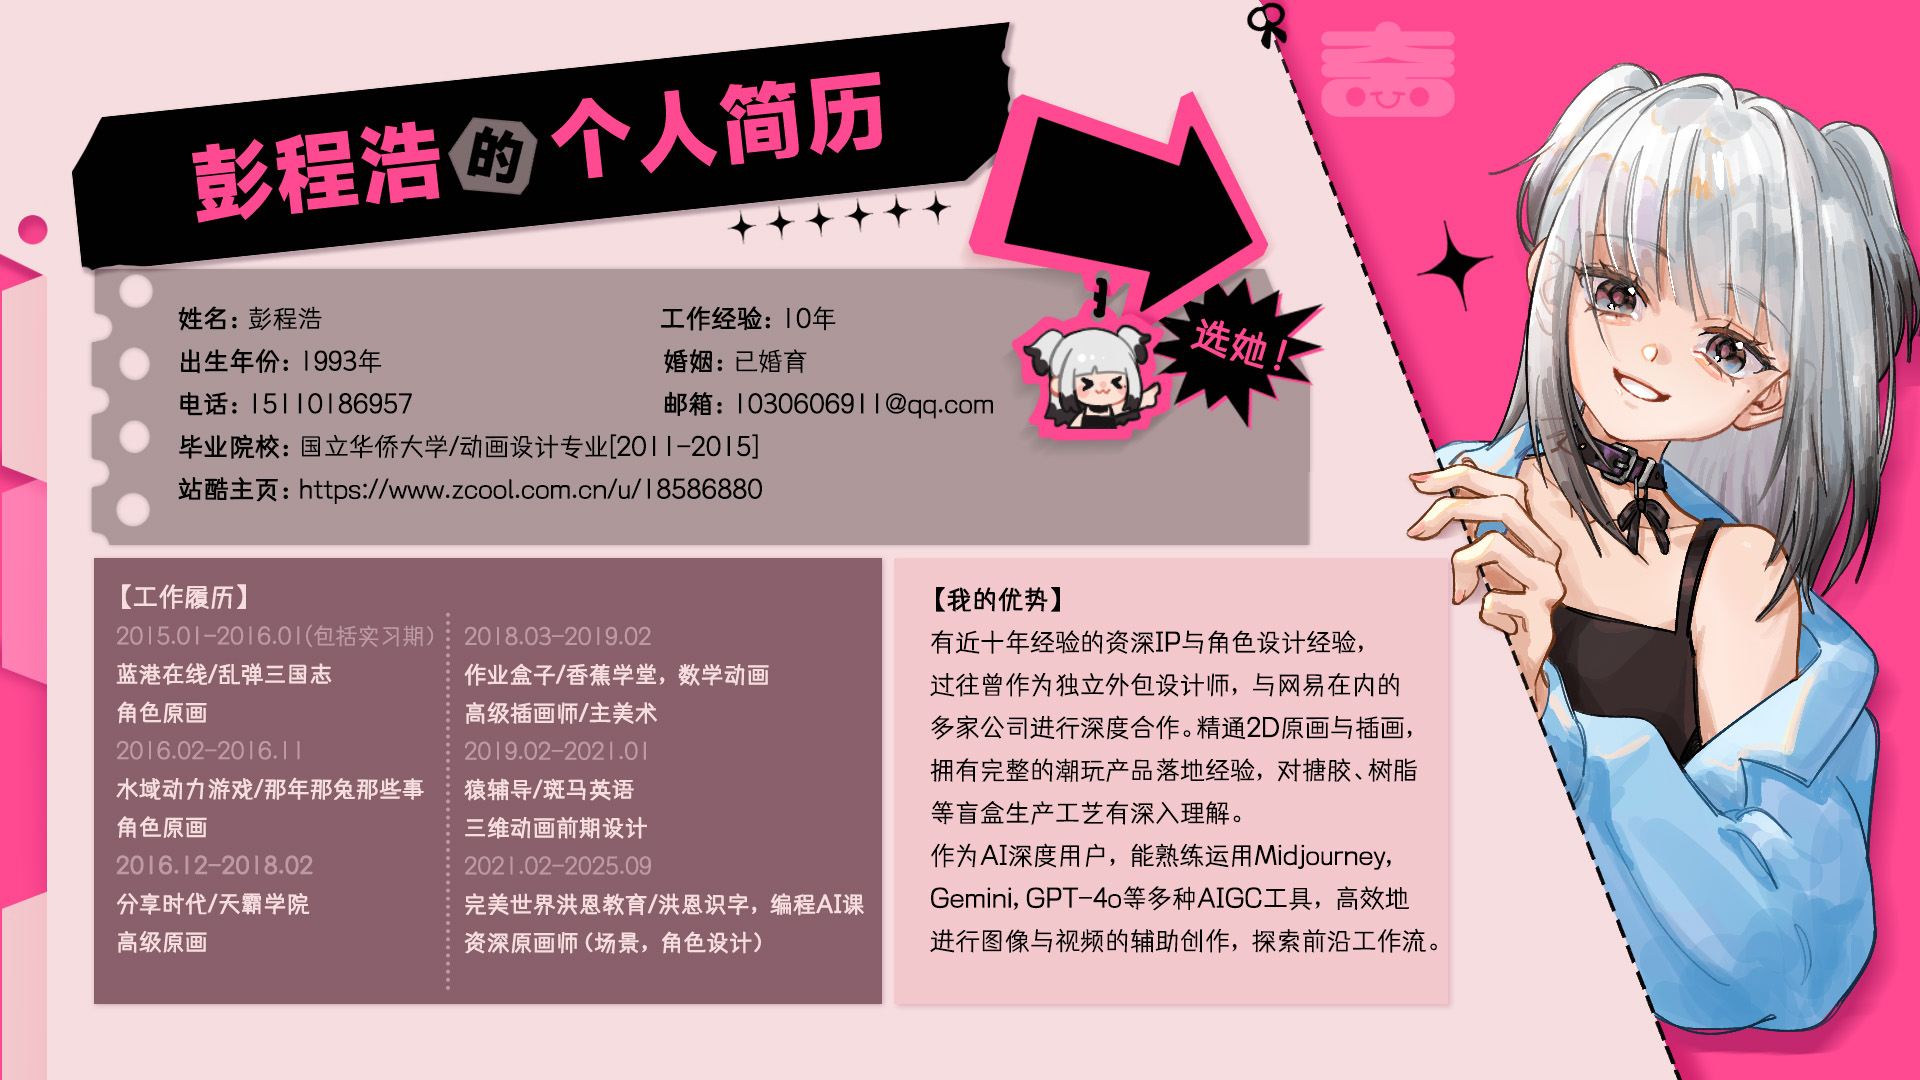 彭程浩的个人简历
选她！
姓名：彭程浩
工作经验：10年
出生年份：1993年
婚姻：已婚育
电话：15110186957
邮箱：1030606911@qq.com
毕业院校：国立华侨大学/动画设计专业[2011-2015]
站酷主页：https://www.zcool.com.cn/u/18586880
【工作履历】
2015.01-2016.01(包括实习期)
蓝港在线/乱弹三国志
角色原画
2016.02-2016.11
水域动力游戏/那年那兔那些事
角色原画
2016.12-2018.02
分享时代/天霸学院
高级原画
2018.03-2019.02
作业盒子/香蕉学堂，数学动画
高级插画师/主美术
2019.02-2021.01
猿辅导/斑马英语
三维动画前期设计
2021.02-2025.09
完美世界洪恩教育/洪恩识字，编程AI课
资深原画师（场景，角色设计）
【我的优势】
有近十年经验的资深IP与角色设计经验，
过往曾作为独立外包设计师，与网易在内的
多家公司进行深度合作。精通2D原画与插画，
拥有完整的潮玩产品落地经验，对搪胶、树脂
等盲盒生产工艺有深入理解。
作为AI深度用户，能熟练运用Midjourney,
Gemini, GPT-4o等多种AIGC工具，高效地
进行图像与视频的辅助创作，探索前沿工作流。